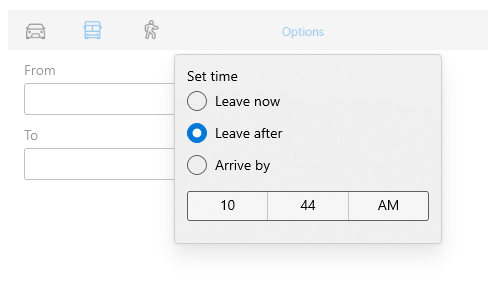 Options
From
Set time
Leave now
Leave after
To
Arrive by
10 44 AM